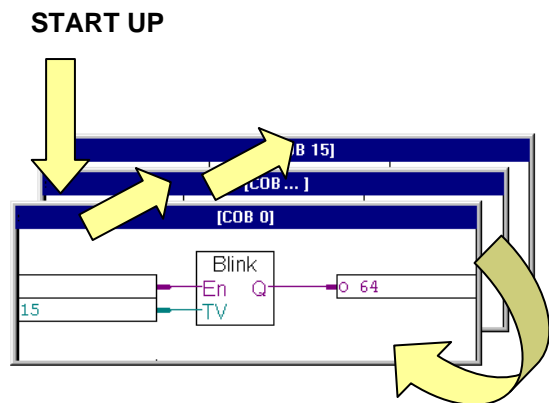 START UP
B 15]
[COB ... ]
[COB 0]
Blink
En Q
O 64
15
TV